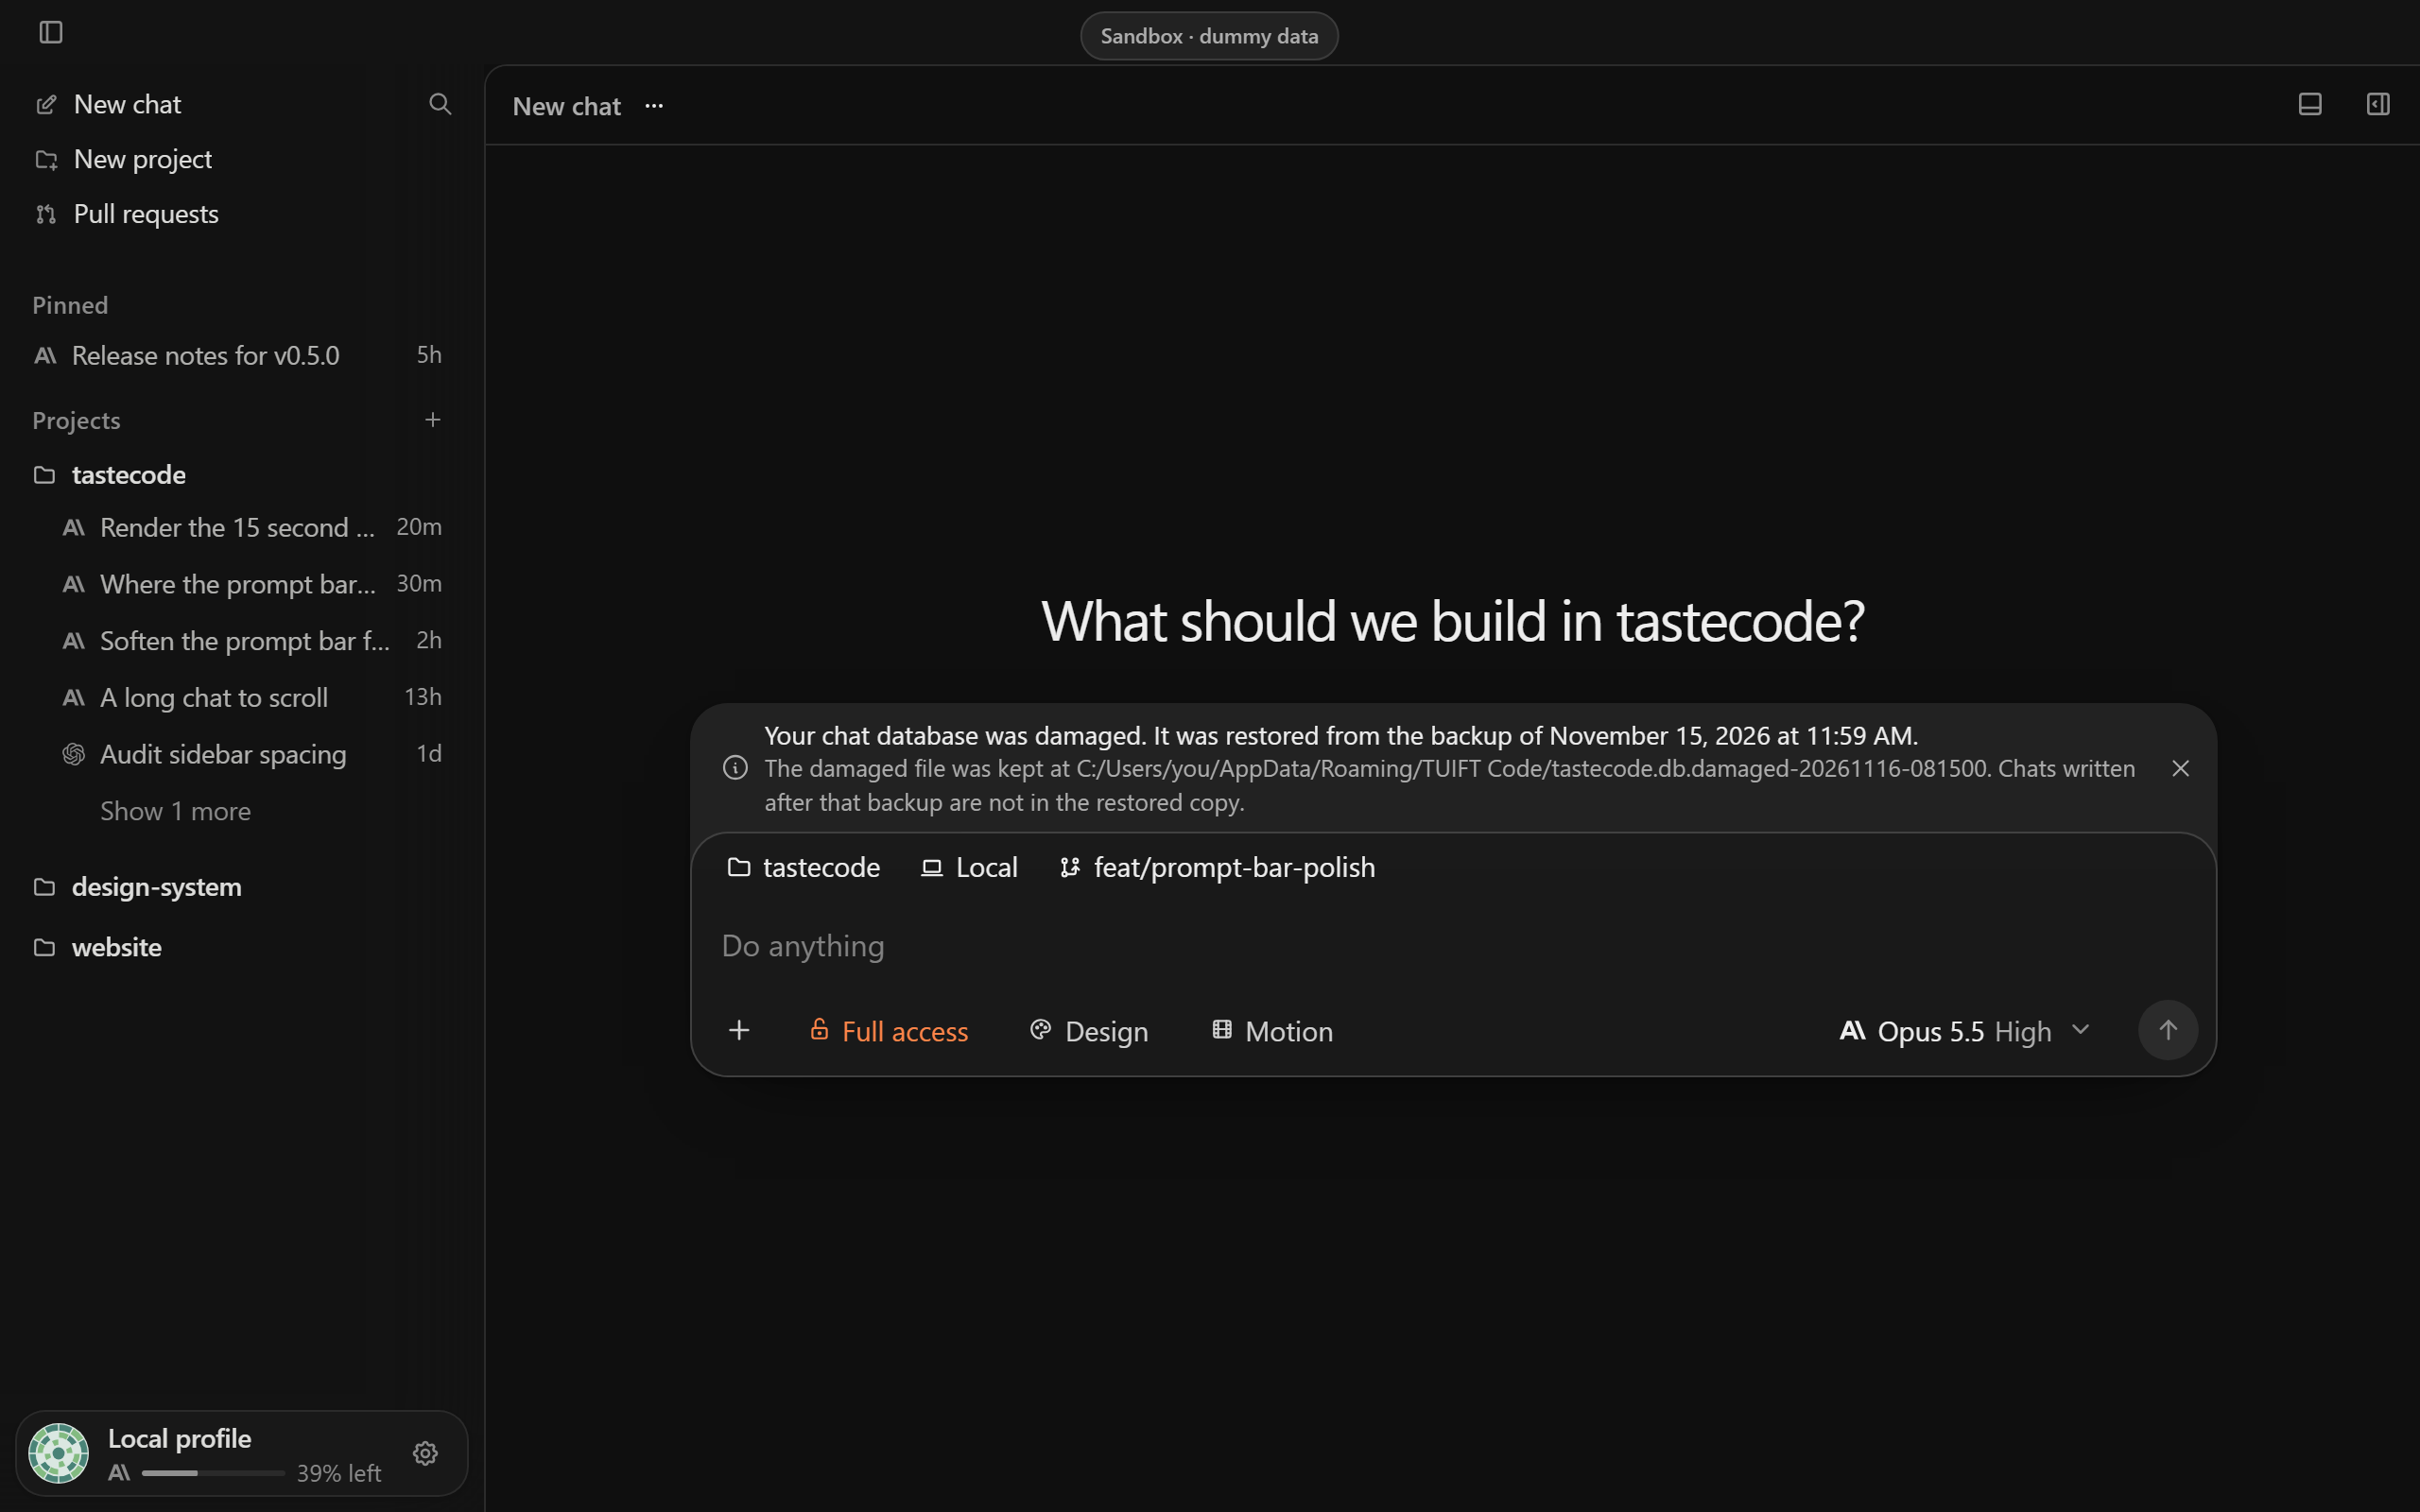 Sandbox · dummy data
New chat
New project
Pull requests
Pinned
Release notes for v0.5.0 5h
Projects
tastecode
Render the 15 second ... 20m
Where the prompt bar... 30m
Soften the prompt bar f... 2h
A long chat to scroll 13h
Audit sidebar spacing 1d
Show 1 more
design-system
website
Local profile
39% left
New chat
What should we build in tastecode?
Your chat database was damaged. It was restored from the backup of November 15, 2026 at 11:59 AM.
The damaged file was kept at C:/Users/you/AppData/Roaming/TUIFT Code/tastecode.db.damaged-20261116-081500. Chats written
after that backup are not in the restored copy.
tastecode Local feat/prompt-bar-polish
Do anything
Full access Design Motion Opus 5.5 High